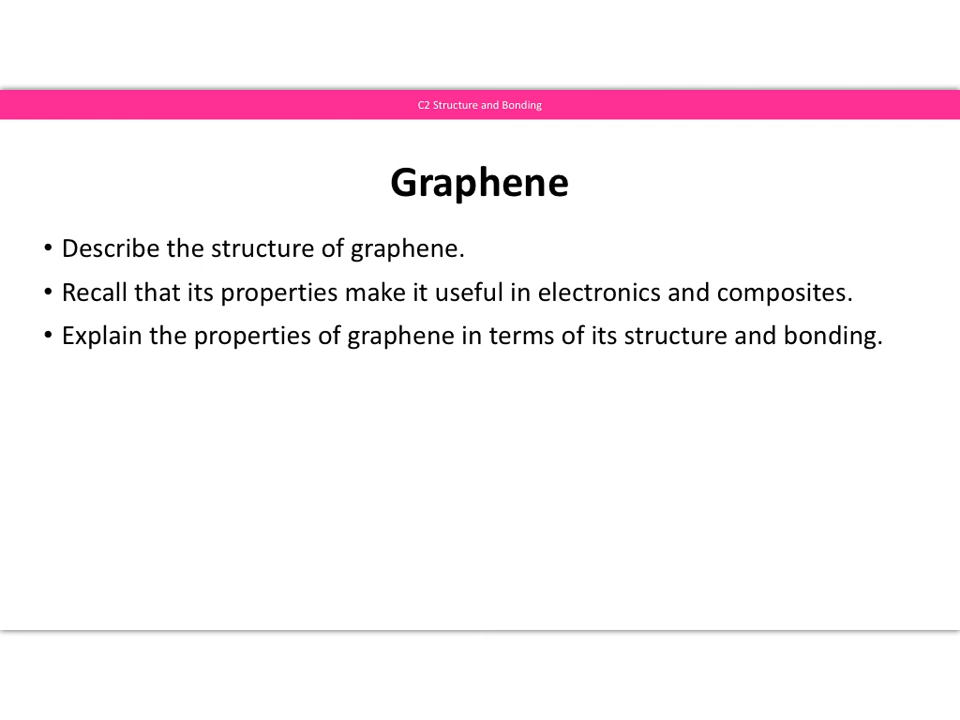 C2 Structure and Bonding
Graphene
• Describe the structure of graphene.
• Recall that its properties make it useful in electronics and composites.
• Explain the properties of graphene in terms of its structure and bonding.